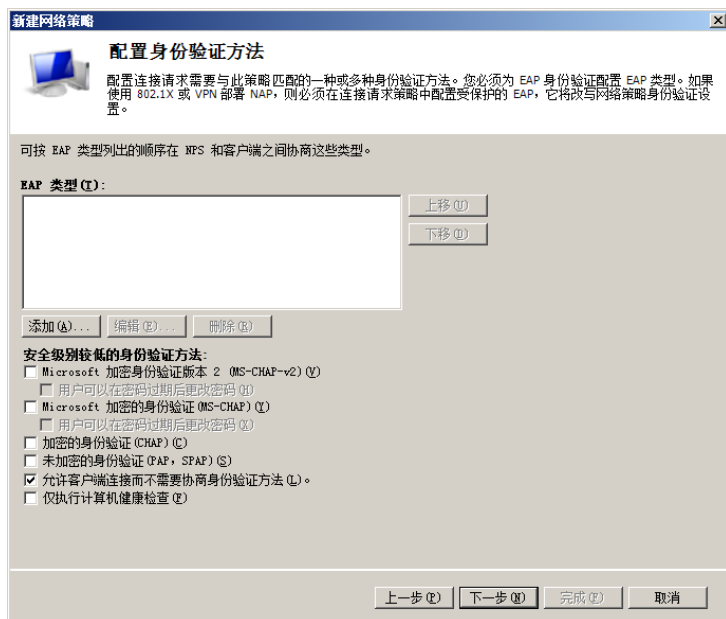 新建网络策略
配置身份验证方法
配置连接请求需要与此策略匹配的一种或多种身份验证方法。您必须为 EAP 身份验证配置 EAP 类型。如果
使用 802.1X 或 VPN 部署 NAP，则必须在连接请求策略中配置受保护的 EAP，它将改写网络策略身份验证设
置。
可按 EAP 类型列出的顺序在 NPS 和客户端之间协商这些类型。
EAP 类型(T):
上移(U)
下移(D)
添加(A)... 编辑(E)... 删除(R)
安全级别较低的身份验证方法:
Microsoft 加密身份验证版本 2 (MS-CHAP-v2)(V)
用户可以在密码过期后更改密码(H)
Microsoft 加密的身份验证(MS-CHAP)(Y)
用户可以在密码过期后更改密码(X)
加密的身份验证(CHAP)(C)
未加密的身份验证(PAP，SPAP)(S)
允许客户端连接而不需要协商身份验证方法(L)。
仅执行计算机健康检查(F)
上一步(P) 下一步(N) 完成(F) 取消